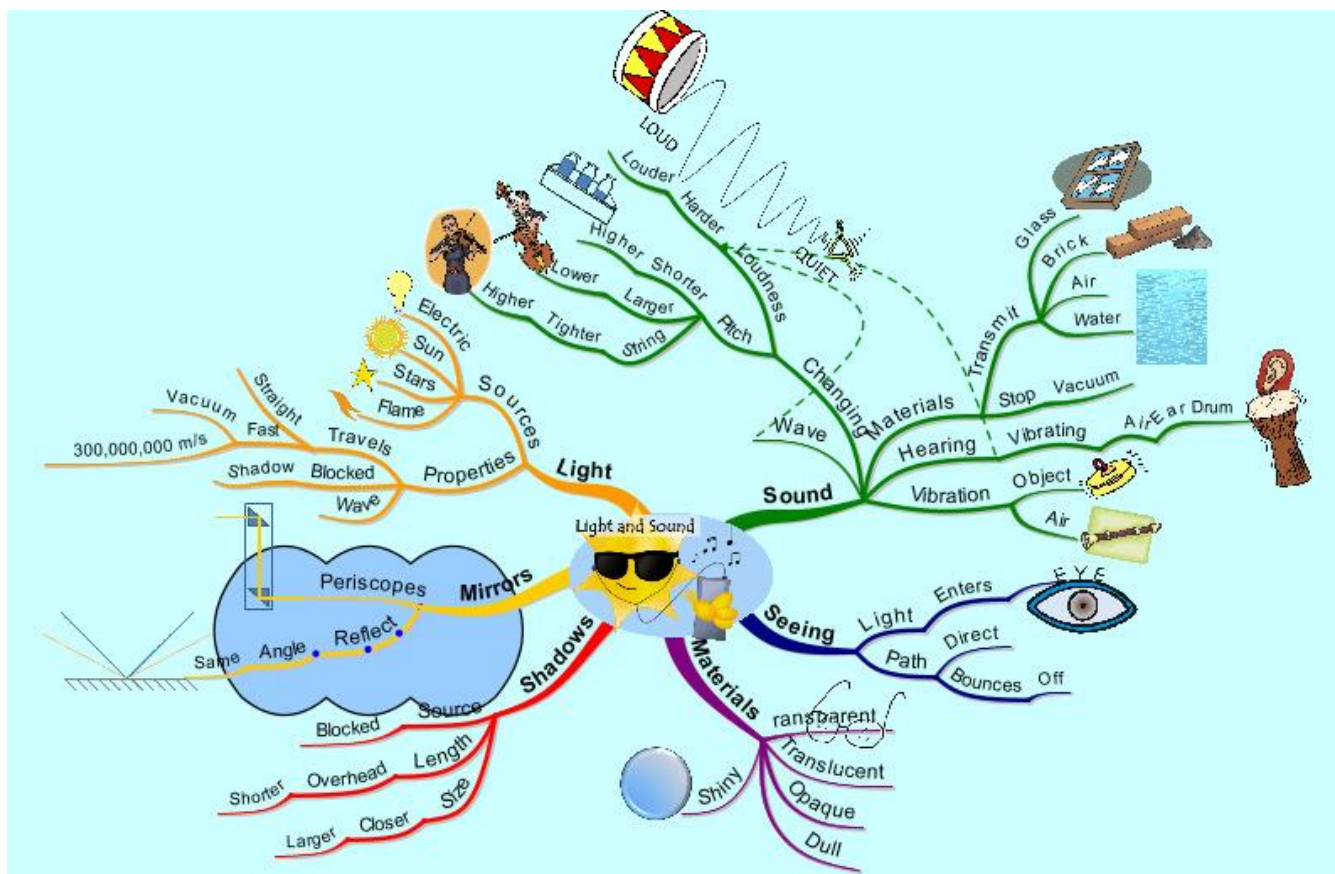 Light and Sound
Light
Sources
Electric
Sun
Stars
Flame
Properties
Travels
Straight
Fast
Vacuum
300,000,000 m/s
Blocked
Shadow
Wave
Mirrors
Periscopes
Reflect
Angle
Same
Shadows
Source
Blocked
Length
Overhead
Shorter
Size
Closer
Larger
Materials
ransparent
Translucent
Opaque
Dull
Shiny
Seeing
Light
Enters
EYE
Path
Direct
Bounces
Off
Sound
Changing
Loudness
Harder
Louder
LOUD
QUIET
Pitch
Shorter
Higher
Larger
Lower
String
Tighter
Higher
Wave
Materials
Transmit
Glass
Brick
Air
Water
Stop
Vacuum
Hearing
Vibrating
Air
Ear Drum
Vibration
Object
Air